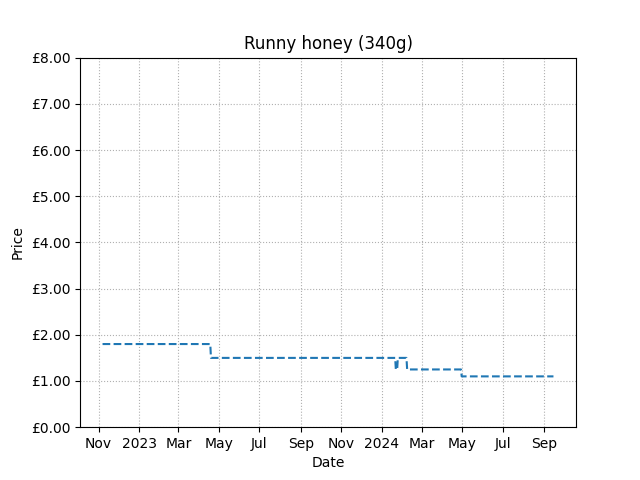 Runny honey (340g)
£8.00
£7.00
£6.00
£5.00
£4.00
£3.00
£2.00
£1.00
£0.00
Price
Nov 2023 Mar May Jul Sep Nov 2024 Mar May Jul Sep
Date